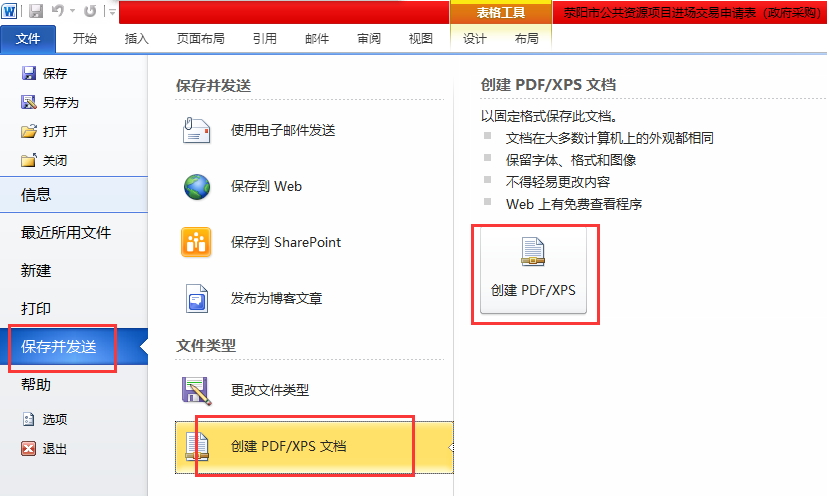 W
表格工具
荥阳市公共资源项目进场交易申请表（政府采购）
文件 开始 插入 页面布局 引用 邮件 审阅 视图 设计 布局
保存
另存为
打开
关闭
信息
最近所用文件
新建
打印
保存并发送
帮助
选项
退出
保存并发送
使用电子邮件发送
保存到 Web
保存到 SharePoint
发布为博客文章
文件类型
更改文件类型
创建 PDF/XPS 文档
创建 PDF/XPS 文档
以固定格式保存此文档。
文档在大多数计算机上的外观都相同
保留字体、格式和图像
不得轻易更改内容
Web 上有免费查看程序
创建 PDF/XPS